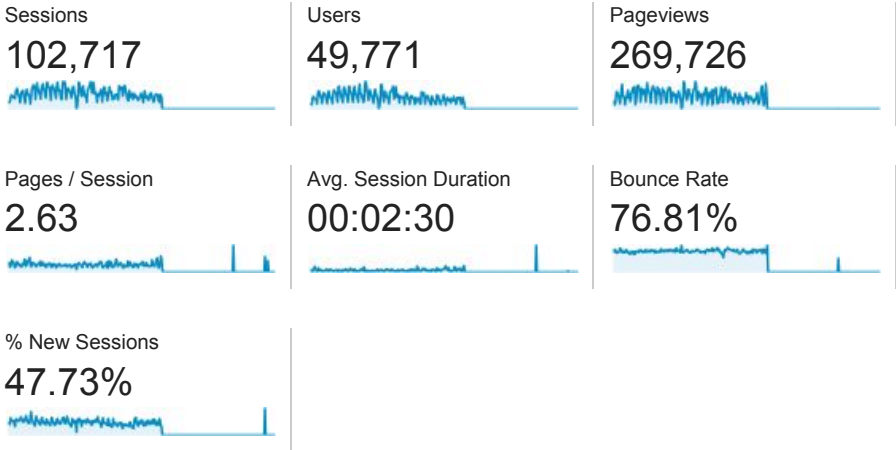 Sessions
102,717
Users
49,771
Pageviews
269,726
Pages / Session
2.63
Avg. Session Duration
00:02:30
Bounce Rate
76.81%
% New Sessions
47.73%